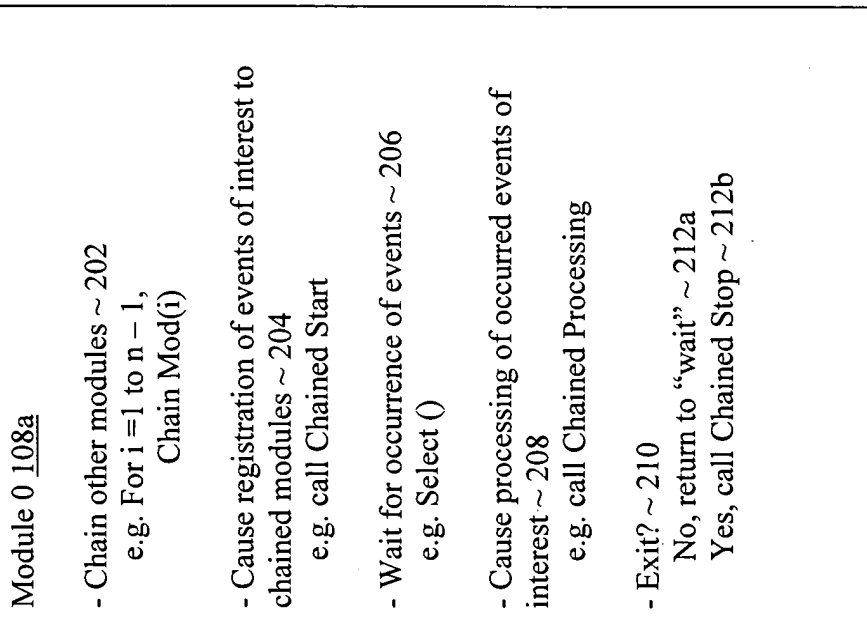 Module 0 108a
- Chain other modules ~ 202
e.g. For i =1 to n – 1,
Chain Mod(i)
- Cause registration of events of interest to
chained modules ~ 204
e.g. call Chained Start
- Wait for occurrence of events ~ 206
e.g. Select ()
- Cause processing of occurred events of
interest ~ 208
e.g. call Chained Processing
- Exit? ~ 210
No, return to “wait” ~ 212a
Yes, call Chained Stop ~ 212b